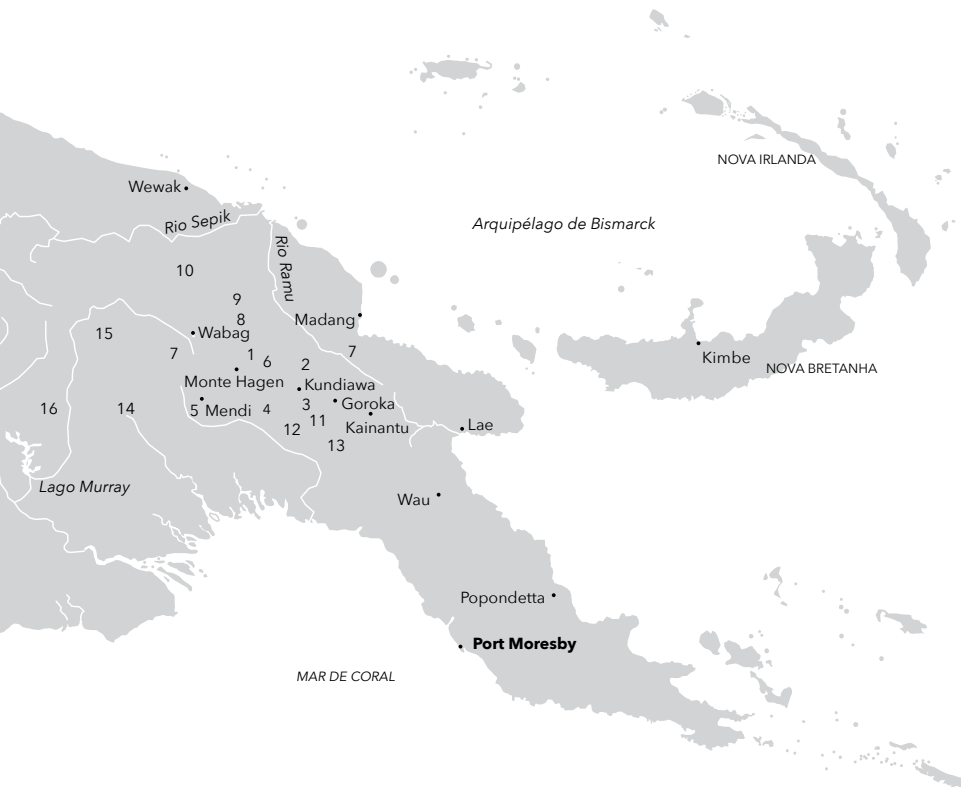 NOVA IRLANDA
Wewak
Rio Sepik
Arquipélago de Bismarck
Rio Ramu
10
9
8
Madang
15
Wabag
7
1
6
2
7
Kimbe
NOVA BRETANHA
Monte Hagen
Kundiawa
16
14
5
Mendi
4
3
Goroka
11
12
Kainantu
Lae
13
Lago Murray
Wau
Popondetta
Port Moresby
MAR DE CORAL